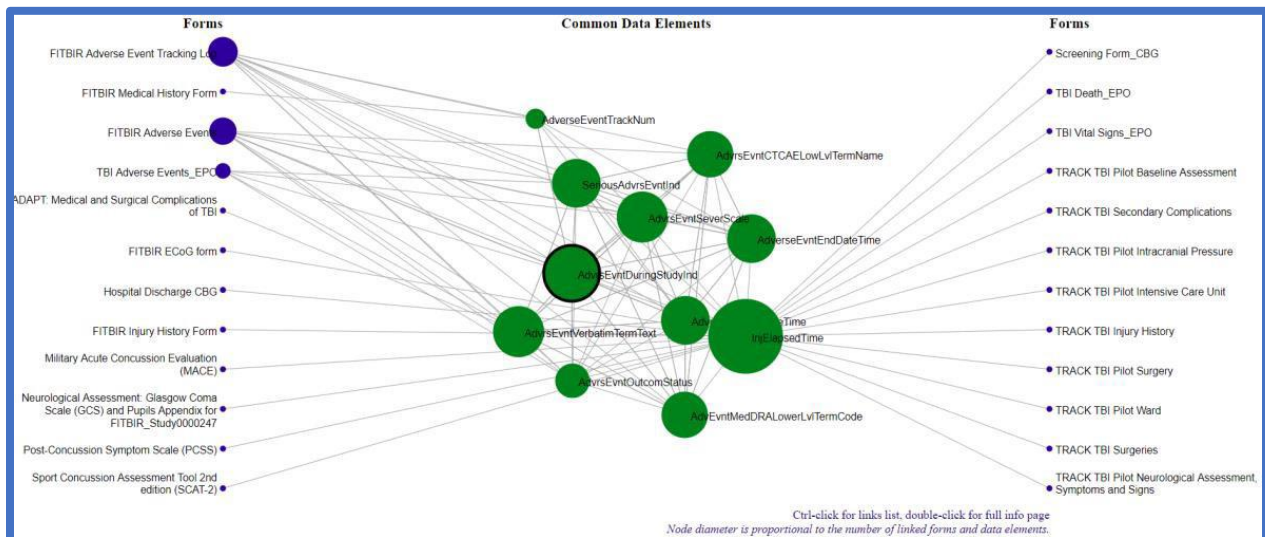 Forms
Common Data Elements
Forms
FITBIR Adverse Event Tracking Log
FITBIR Medical History Form
FITBIR Adverse Events
TBI Adverse Events_EPO
ADAPT: Medical and Surgical Complications
of TBI
FITBIR ECoG form
Hospital Discharge CBG
FITBIR Injury History Form
Military Acute Concussion Evaluation
(MACE)
Neurological Assessment: Glasgow Coma
Scale (GCS) and Pupils Appendix for
FITBIR_Study0000247
Post-Concussion Symptom Scale (PCSS)
Sport Concussion Assessment Tool 2nd
edition (SCAT-2)
AdverseEventTrackNum
AdvrsEvntCTCAELowLvlTermName
SeriousAdvrsEvntInd
AdvrsEvntSeverScale
AdverseEvntEndDateTime
AdvrsEvntDuringStudyInd
AdvrsEvntVerbatimTermText
InjElapsedTime
AdvrsEvntOutcomStatus
AdvEvntMedDRALowerLvlTermCode
Screening Form_CBG
TBI Death_EPO
TBI Vital Signs_EPO
TRACK TBI Pilot Baseline Assessment
TRACK TBI Secondary Complications
TRACK TBI Pilot Intracranial Pressure
TRACK TBI Pilot Intensive Care Unit
TRACK TBI Injury History
TRACK TBI Pilot Surgery
TRACK TBI Pilot Ward
TRACK TBI Surgeries
TRACK TBI Pilot Neurological Assessment,
Symptoms and Signs
Ctrl-click for links list, double-click for full info page
Node diameter is proportional to the number of linked forms and data elements.